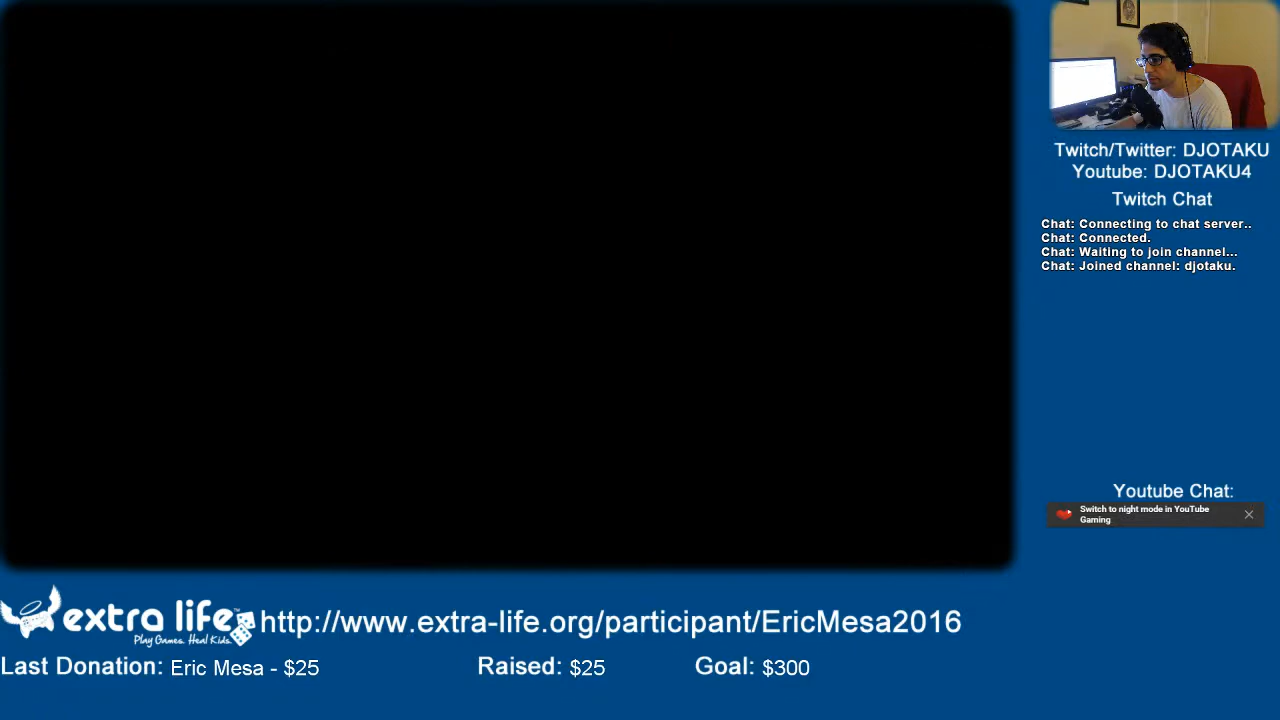 Twitch/Twitter: DJOTAKU
Youtube: DJOTAKU4
Twitch Chat
Chat: Connecting to chat server..
Chat: Connected.
Chat: Waiting to join channel...
Chat: Joined channel: djotaku.
Youtube Chat:
Switch to night mode in YouTube
Gaming
extra life™
Play Games. Heal Kids.
http://www.extra-life.org/participant/EricMesa2016
Last Donation: Eric Mesa - $25
Raised: $25
Goal: $300